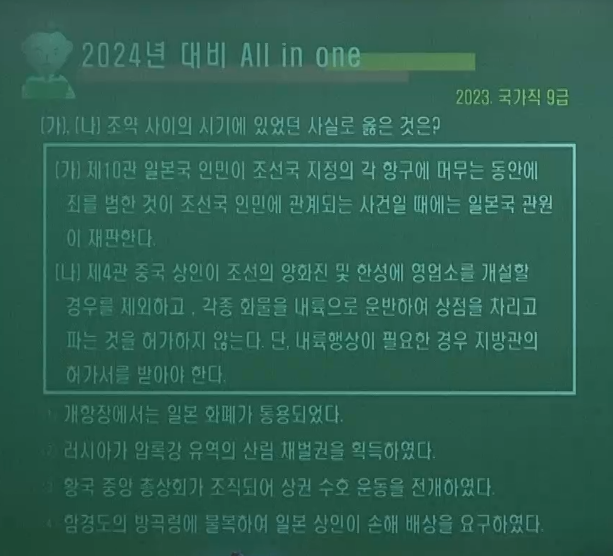 2024년 대비 All in one
2023. 국가직 9급
(가), (나) 조약 사이의 시기에 있었던 사실로 옳은 것은?
(가) 제10관 일본국 인민이 조선국 지정의 각 항구에 머무는 동안에
죄를 범한 것이 조선국 인민에 관계되는 사건일 때에는 일본국 관원
이 재판한다.
(나) 제4관 중국 상인이 조선의 양화진 및 한성에 영업소를 개설할
경우를 제외하고 , 각종 화물을 내륙으로 운반하여 상점을 차리고
파는 것을 허가하지 않는다. 단, 내륙행상이 필요한 경우 지방관의
허가서를 받아야 한다.
① 개항장에서는 일본 화폐가 통용되었다.
② 러시아가 압록강 유역의 산림 채벌권을 획득하였다.
③ 황국 중앙 총상회가 조직되어 상권 수호 운동을 전개하였다.
④ 함경도의 방곡령에 불복하여 일본 상인이 손해 배상을 요구하였다.